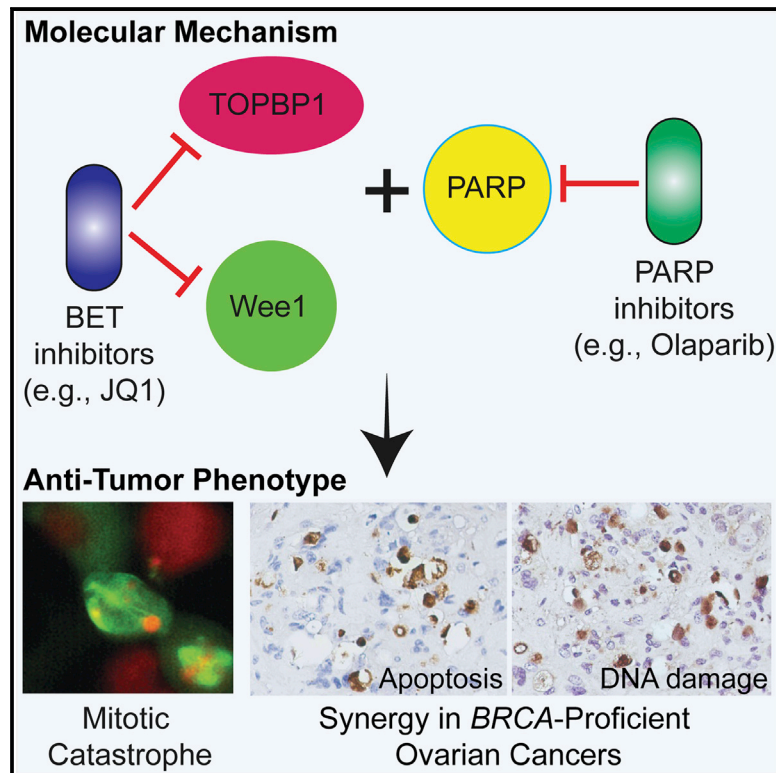 Molecular Mechanism
TOPBP1
+
PARP
Wee1
BET
inhibitors
(e.g., JQ1)
PARP
inhibitors
(e.g., Olaparib)
Anti-Tumor Phenotype
Apoptosis
DNA damage
Mitotic
Catastrophe
Synergy in BRCA-Proficient
Ovarian Cancers